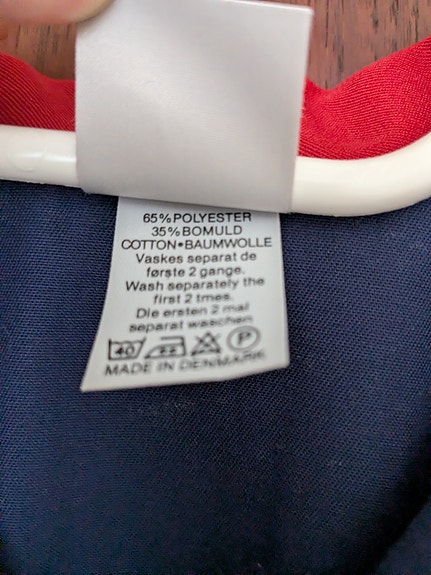 65% POLYESTER
35% BOMULD
COTTON•BAUMWOLLE
Vaskes separat de
første 2 gange.
Wash separately the
first 2 tmes.
Die ersten 2 mal
separat waschen
40 P
MADE IN DENMARK